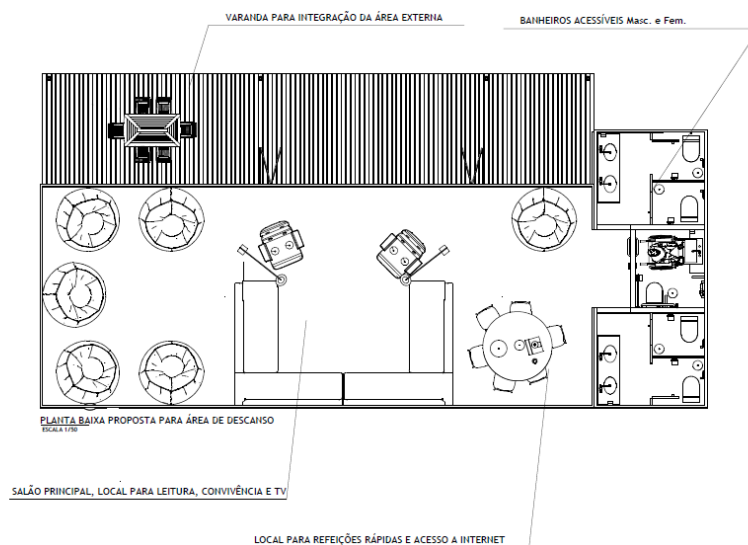 VARANDA PARA INTEGRAÇÃO DA ÁREA EXTERNA
BANHEIROS ACESSÍVEIS Masc. e Fem.
PLANTA BAIXA PROPOSTA PARA ÁREA DE DESCANSO
ESCALA 1/50
SALÃO PRINCIPAL, LOCAL PARA LEITURA, CONVIVÊNCIA E TV
LOCAL PARA REFEIÇÕES RÁPIDAS E ACESSO A INTERNET